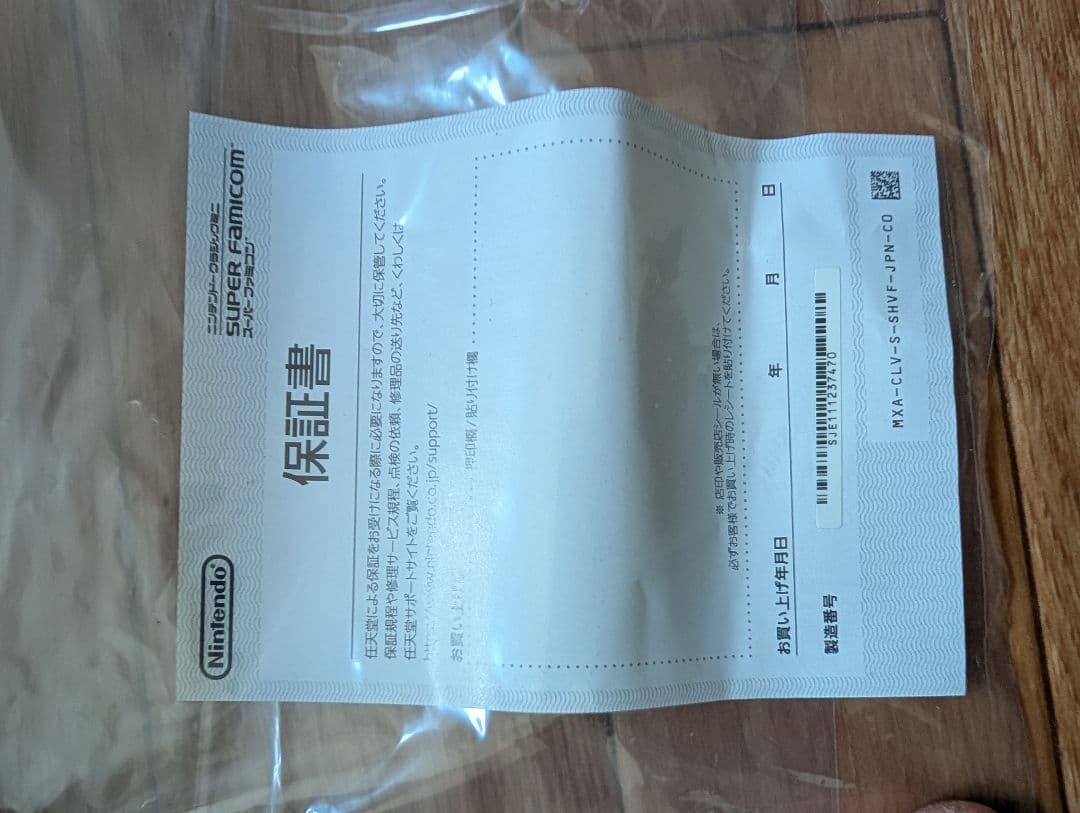 Nintendo
ニンテンドークラシックミニ
SUPER FAMICOM
スーパーファミコン
保証書
任天堂による保証をお受けになる際に必要になりますので、大切に保管してください。
保証規程や修理サービス規程、点検の依頼、修理品の送り先など、くわしくは
任天堂サポートサイトをご覧ください。
https://www.nintendo.co.jp/support/
お買い上げ 押印欄/貼り付け欄
※ 店印や販売店シールが無い場合は、
必ずお客様でお買い上げ時のレシートを貼り付けてください。
お買い上げ年月日 年 月 日
製造番号 SJE111237470
MXA-CLV-S-SHVF-JPN-C0